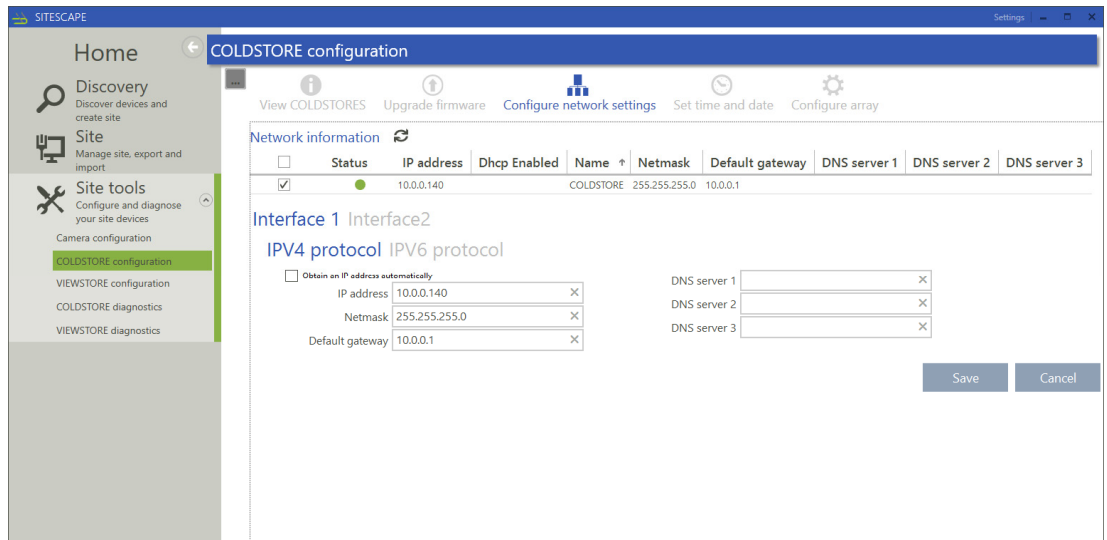 SITESCAPE
Settings
Home
COLDSTORE configuration
Discovery
Discover devices and
create site
Site
Manage site, export and
import
Site tools
Configure and diagnose
your site devices
Camera configuration
COLDSTORE configuration
VIEWSTORE configuration
COLDSTORE diagnostics
VIEWSTORE diagnostics
...
View COLDSTORES Upgrade firmware Configure network settings Set time and date Configure array
Network information
Status IP address Dhcp Enabled Name ↑ Netmask Default gateway DNS server 1 DNS server 2 DNS server 3
10.0.0.140 COLDSTORE 255.255.255.0 10.0.0.1
Interface 1 Interface2
IPV4 protocol IPV6 protocol
Obtain an IP address automatically
IP address 10.0.0.140
Netmask 255.255.255.0
Default gateway 10.0.0.1
DNS server 1
DNS server 2
DNS server 3
Save Cancel